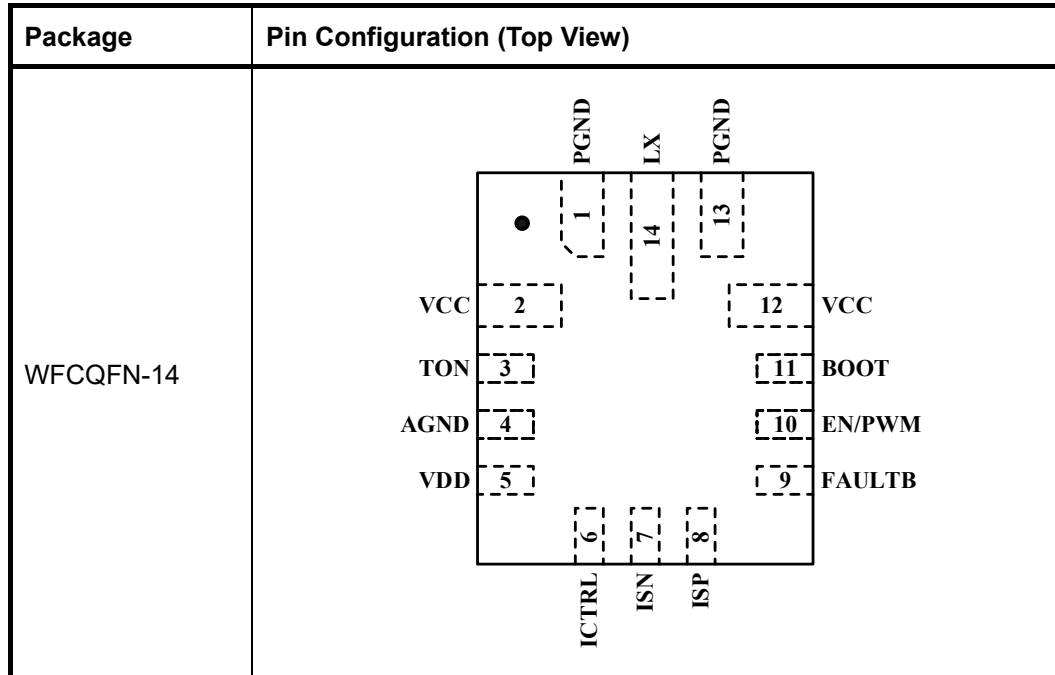 Package Pin Configuration (Top View)
WFCQFN-14
PGND LX PGND
1 14 13
VCC 2 12 VCC
TON 3 11 BOOT
AGND 4 10 EN/PWM
VDD 5 9 FAULTB
6 7 8
ICTRL ISN ISP